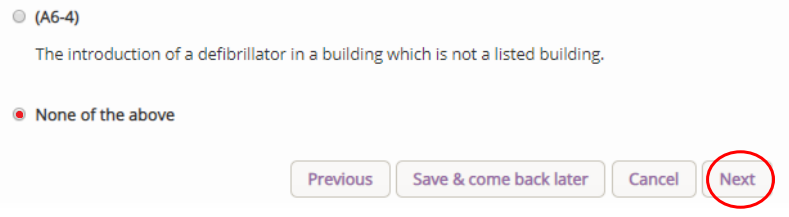 (A6-4)
The introduction of a defibrillator in a building which is not a listed building.
None of the above
Previous Save & come back later Cancel Next